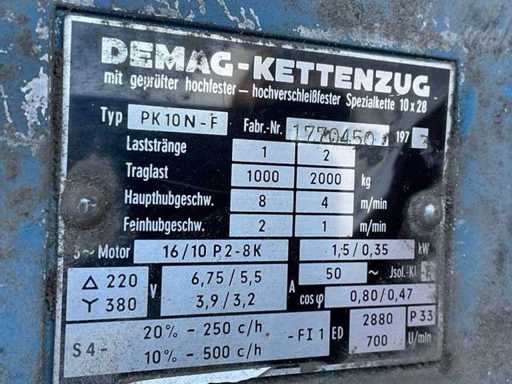 DEMAG-KETTENZUG
mit geprüfter hochfester – hochverschleißfester Spezialkette 10 x 28
Typ PK10N-F Fabr.-Nr. 1770450 197
Laststränge 1 2
Traglast 1000 2000 kg
Haupthubgeschw. 8 4 m/min
Feinhubgeschw. 2 1 m/min
3~ Motor 16/10 P2-8K 1,5/0,35 kW
△ 220 V 6,75/5,5 A 50 ~ Jsol.-Kl
Y 380 3,9/3,2 cos φ 0,80/0,47
S4- 20% - 250 c/h - FI 1 ED 2880 P33
10% - 500 c/h 700 U/min